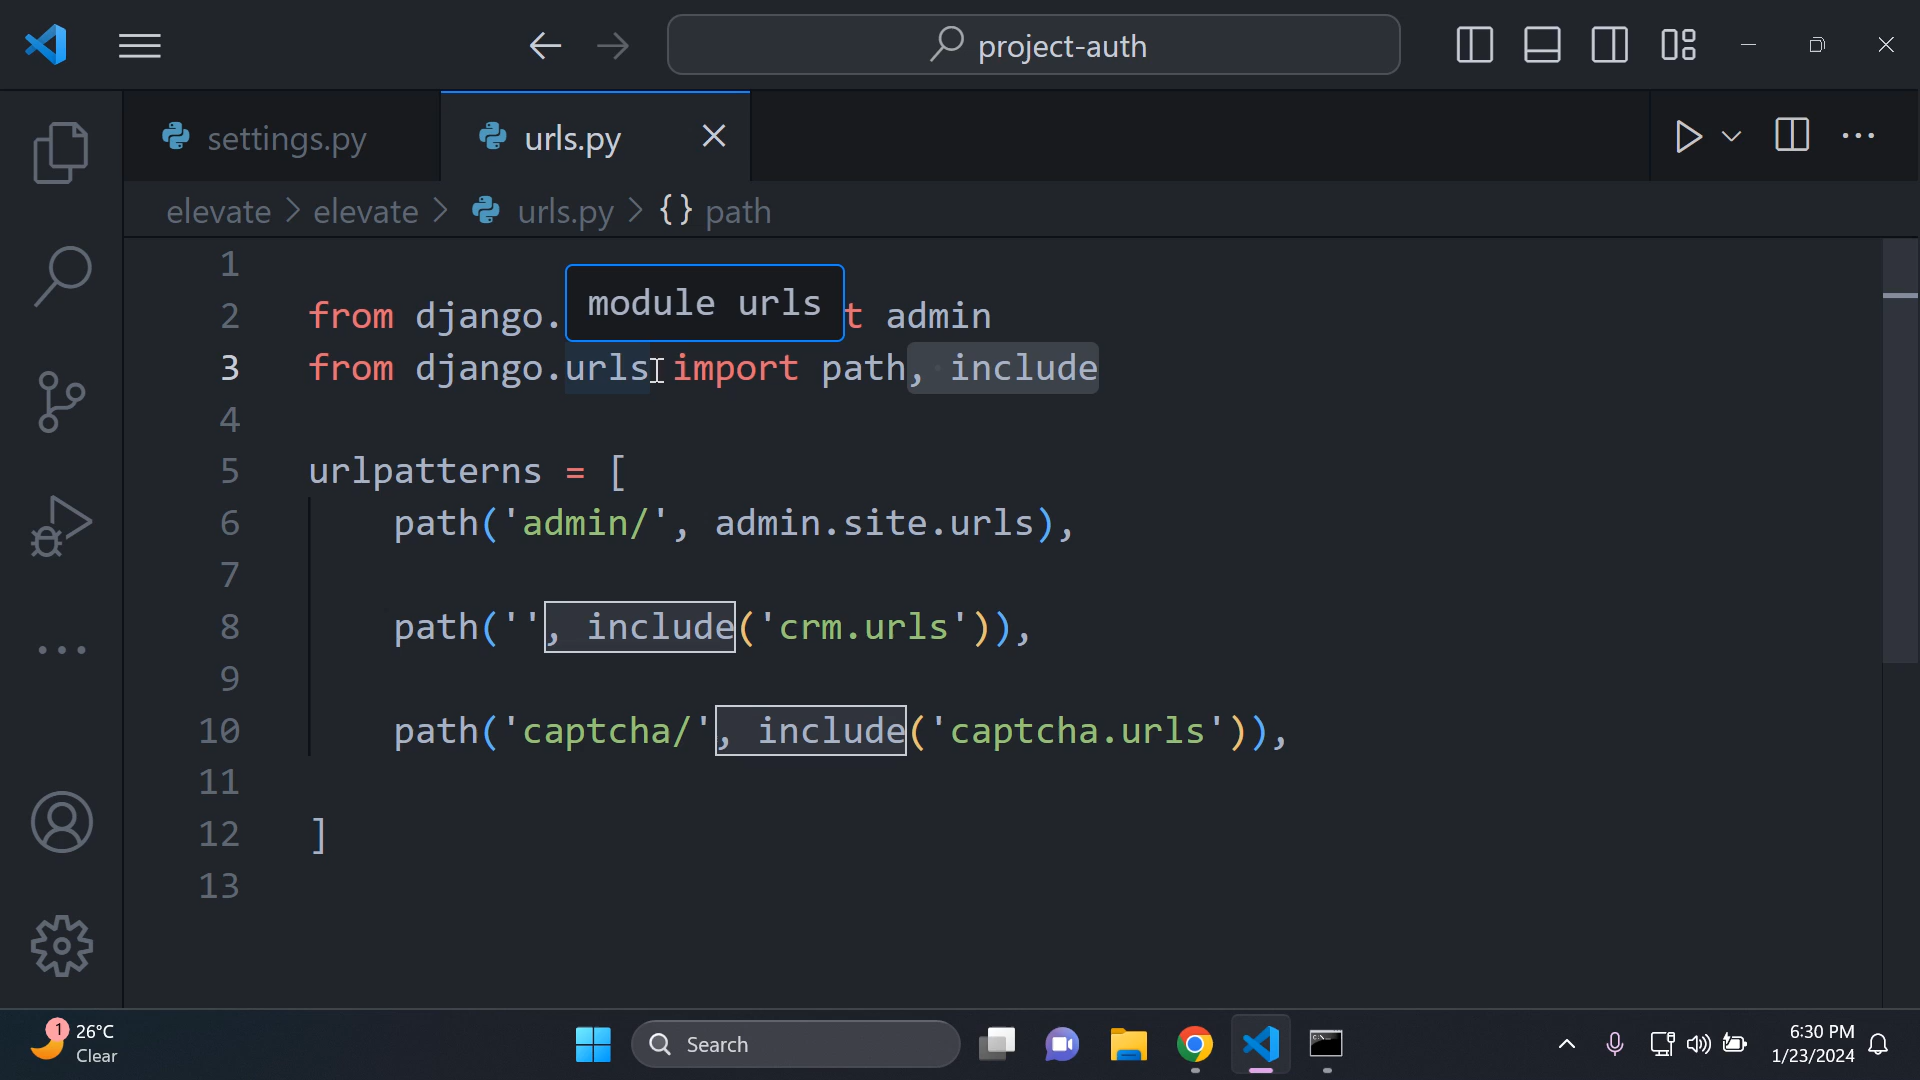 project-auth
settings.py
urls.py
elevate > elevate > urls.py > {} path
1
module urls
2 from django. t admin
3 from django.urls import path, include
4
5 urlpatterns = [
6 path('admin/', admin.site.urls),
7
8 path('', include('crm.urls')),
9
10 path('captcha/', include('captcha.urls')),
11
12 ]
13
1
26°C
Clear
Search
6:30 PM
1/23/2024